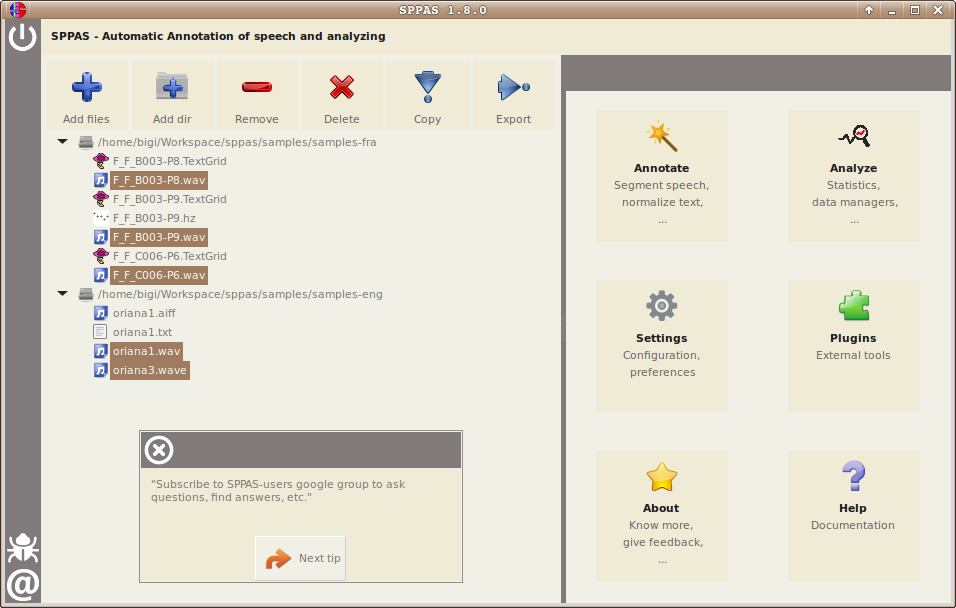 SPPAS 1.8.0
SPPAS - Automatic Annotation of speech and analyzing
Add files
Add dir
Remove
Delete
Copy
Export
/home/bigi/Workspace/sppas/samples/samples-fra
F_F_B003-P8.TextGrid
F_F_B003-P8.wav
F_F_B003-P9.TextGrid
F_F_B003-P9.hz
F_F_B003-P9.wav
F_F_C006-P6.TextGrid
F_F_C006-P6.wav
/home/bigi/Workspace/sppas/samples/samples-eng
oriana1.aiff
oriana1.txt
oriana1.wav
oriana3.wave
"Subscribe to SPPAS-users google group to ask
questions, find answers, etc."
Next tip
Annotate
Segment speech,
normalize text,
...
Analyze
Statistics,
data managers,
...
Settings
Configuration,
preferences
Plugins
External tools
About
Know more,
give feedback,
...
Help
Documentation
@